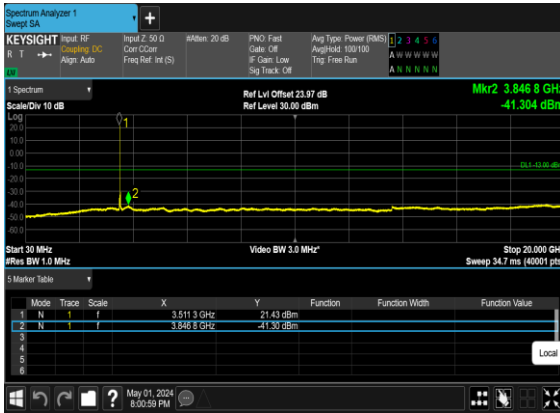 Spectrum Analyzer 1
Swept SA
+
KEYSIGHT Input: RF Input Z: 50 Ω #Atten: 20 dB PNO: Fast Avg Type: Power (RMS) 1 2 3 4 5 6
R T Coupling: DC Corr CCorr Gate: Off Avg|Hold: 100/100 A W W W W W
Align: Auto Freq Ref: Int (S) IF Gain: Low Trig: Free Run
Sig Track: Off A N N N N N
1 Spectrum
Scale/Div 10 dB
Ref Lvl Offset 23.97 dB
Ref Level 30.00 dBm
Mkr2 3.846 8 GHz
-41.304 dBm
Log
20.0
10.0
0.00
-10.0
-20.0
-30.0
-40.0
-50.0
-60.0
1
2
DL1 -13.00 dBm
Start 30 MHz Video BW 3.0 MHz* Stop 20.000 GHz
#Res BW 1.0 MHz Sweep 34.7 ms (40001 pts)
5 Marker Table
Mode Trace Scale X Y Function Function Width Function Value
1 N 1 f 3.511 3 GHz 21.43 dBm
2 N 1 f 3.846 8 GHz -41.30 dBm
3
4
5
6
Local
? May 01, 2024
8:00:59 PM